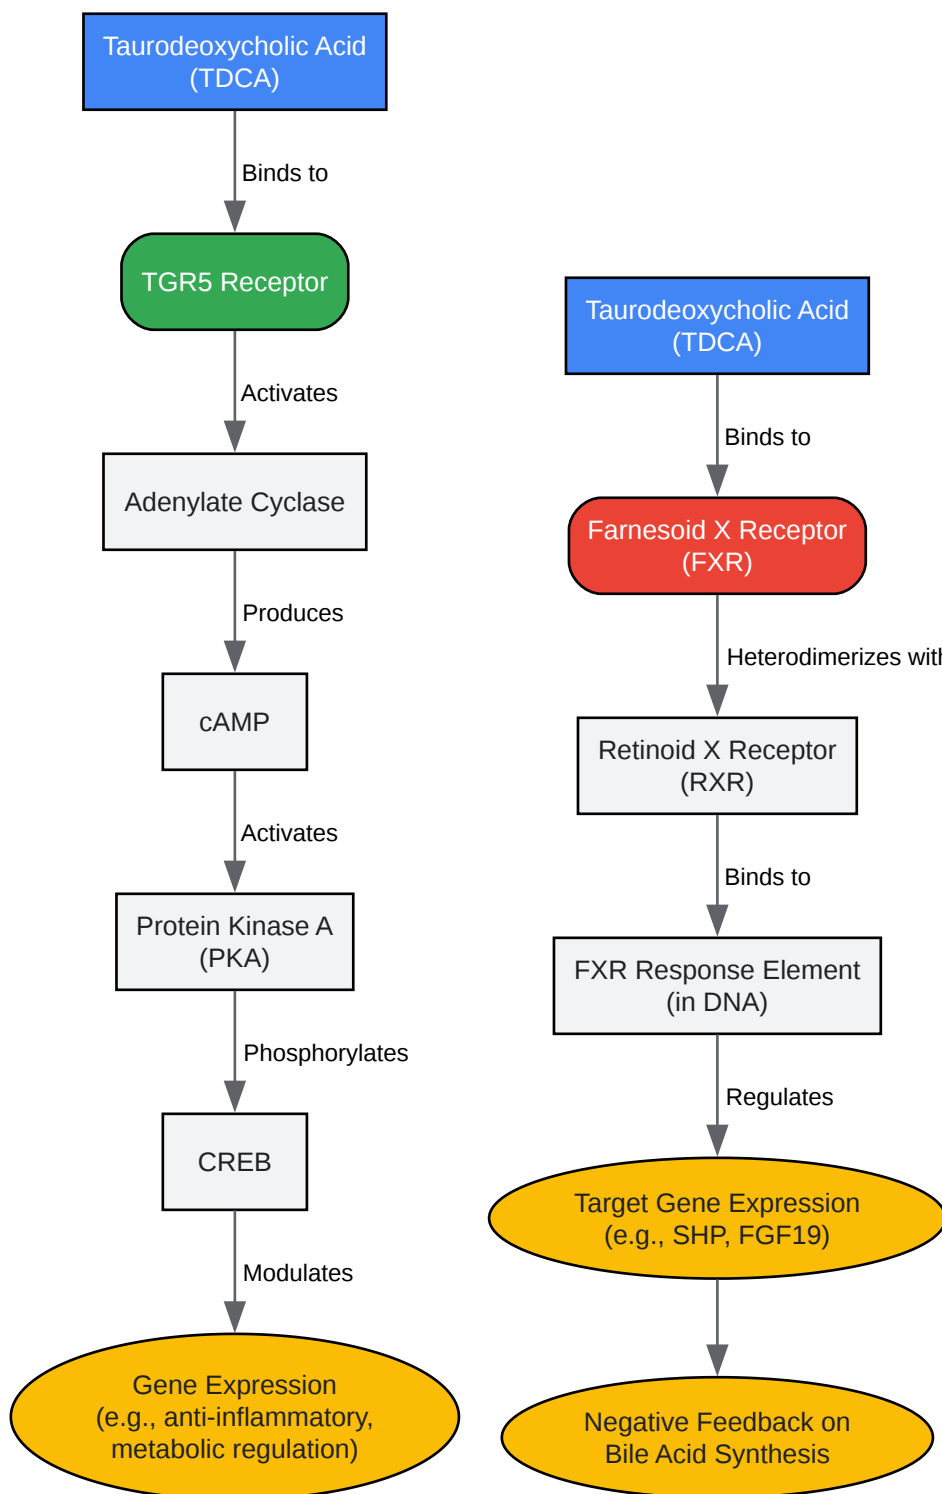 Taurodeoxycholic Acid
(TDCA)
Binds to
TGR5 Receptor
Activates
Adenylate Cyclase
Produces
cAMP
Activates
Protein Kinase A
(PKA)
Phosphorylates
CREB
Modulates
Gene Expression
(e.g., anti-inflammatory,
metabolic regulation)
Taurodeoxycholic Acid
(TDCA)
Binds to
Farnesoid X Receptor
(FXR)
Heterodimerizes with
Retinoid X Receptor
(RXR)
Binds to
FXR Response Element
(in DNA)
Regulates
Target Gene Expression
(e.g., SHP, FGF19)
Negative Feedback on
Bile Acid Synthesis